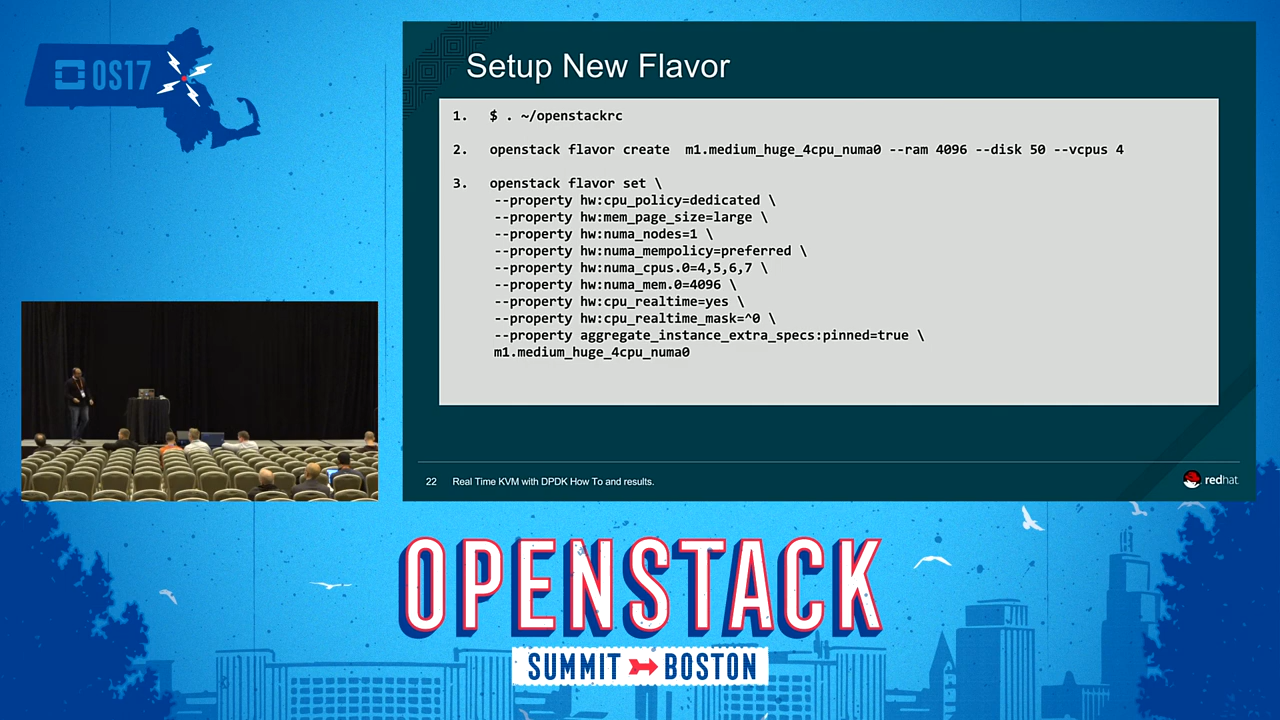 OS17
Setup New Flavor
1. $ . ~/openstackrc
2. openstack flavor create m1.medium_huge_4cpu_numa0 --ram 4096 --disk 50 --vcpus 4
3. openstack flavor set \
--property hw:cpu_policy=dedicated \
--property hw:mem_page_size=large \
--property hw:numa_nodes=1 \
--property hw:numa_mempolicy=preferred \
--property hw:numa_cpus.0=4,5,6,7 \
--property hw:numa_mem.0=4096 \
--property hw:cpu_realtime=yes \
--property hw:cpu_realtime_mask=^0 \
--property aggregate_instance_extra_specs:pinned=true \
m1.medium_huge_4cpu_numa0
22 Real Time KVM with DPDK How To and results.
redhat.
OPENSTACK
SUMMIT BOSTON